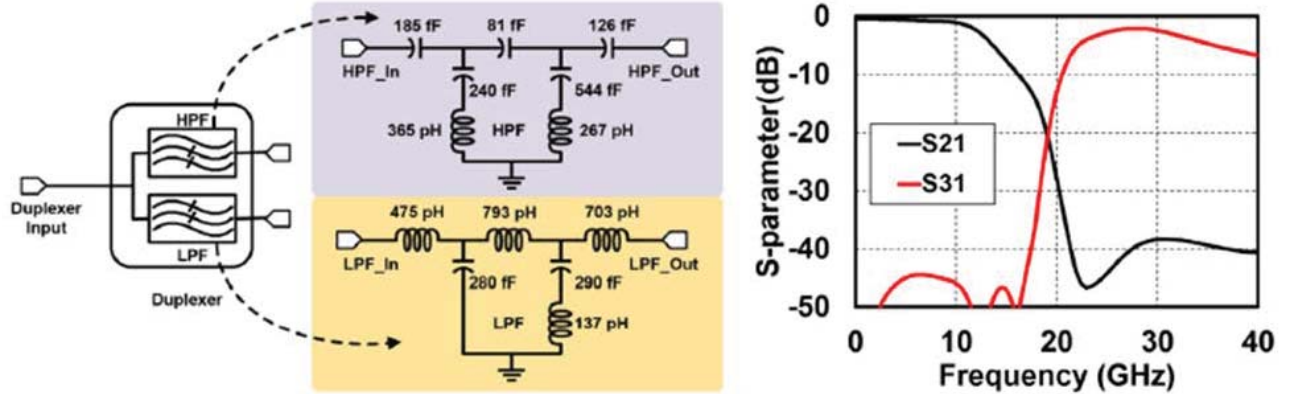 Duplexer
Input
HPF
LPF
Duplexer
185 fF 81 fF 126 fF
HPF_In HPF_Out
240 fF 544 fF
365 pH HPF 267 pH
475 pH 793 pH 703 pH
LPF_In LPF_Out
280 fF 290 fF
LPF 137 pH
S-parameter(dB)
0
-10
-20
-30
-40
-50
S21
S31
0 10 20 30 40
Frequency (GHz)